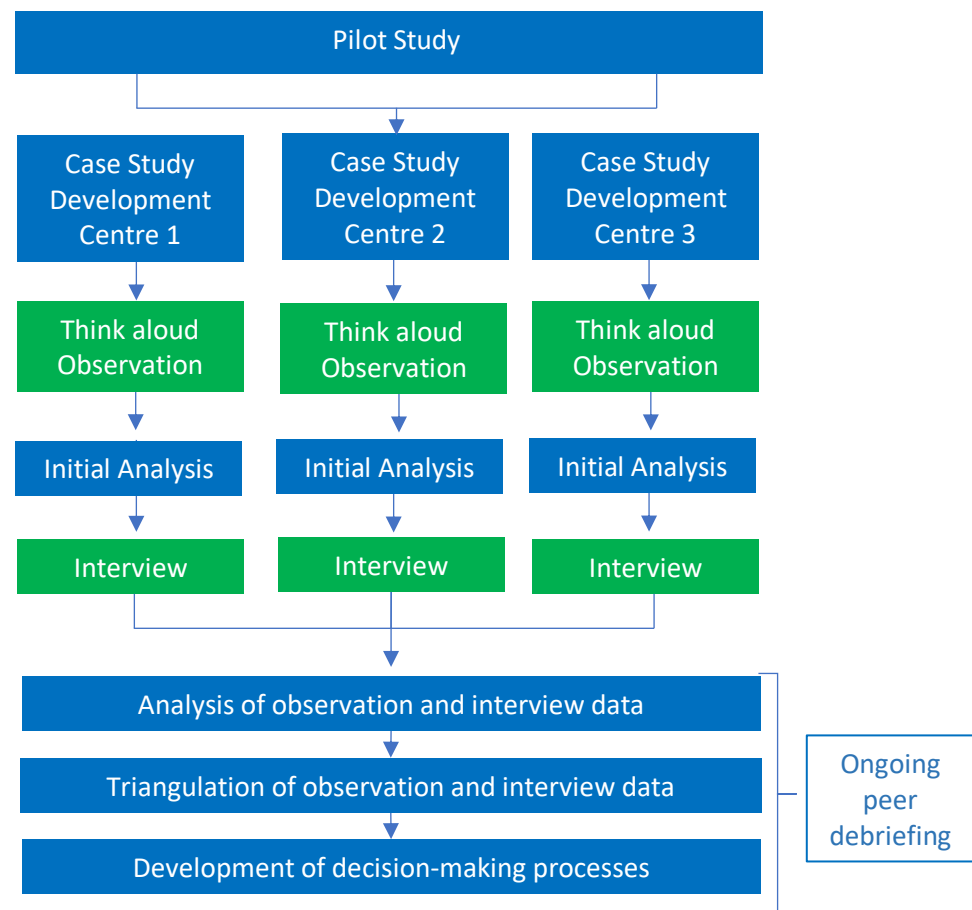 Pilot Study
Case Study
Development
Centre 1
Case Study
Development
Centre 2
Case Study
Development
Centre 3
Think aloud
Observation
Think aloud
Observation
Think aloud
Observation
Initial Analysis
Initial Analysis
Initial Analysis
Interview
Interview
Interview
Analysis of observation and interview data
Triangulation of observation and interview data
Development of decision-making processes
Ongoing
peer
debriefing